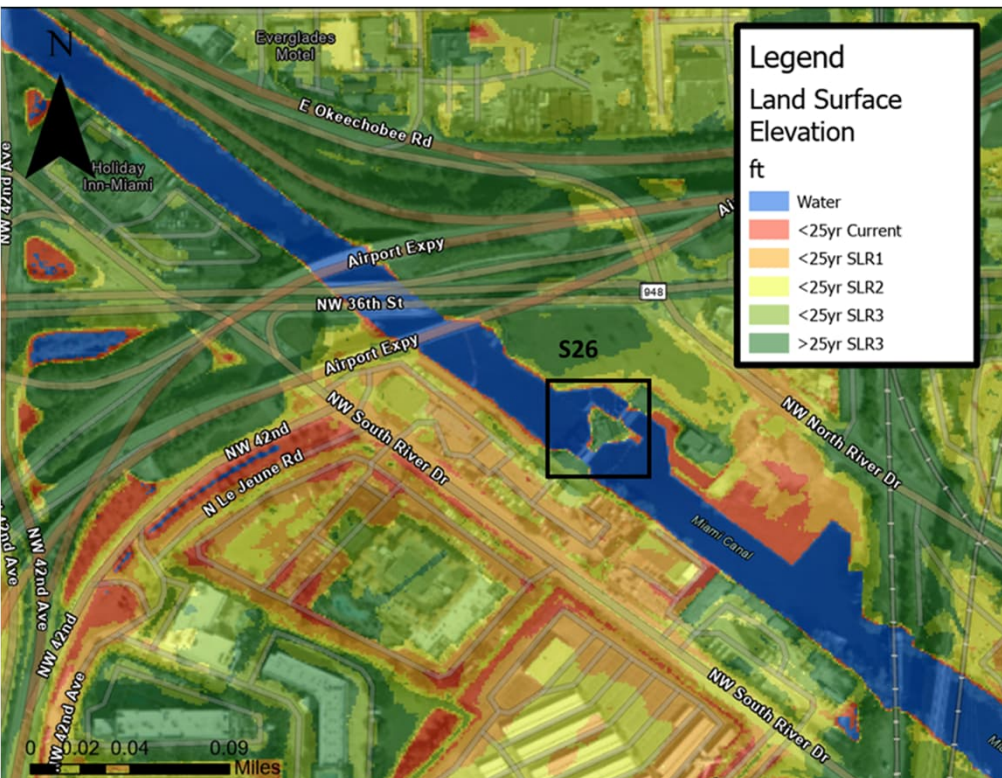 N
Everglades
Motel
E Okeechobee Rd
Holiday
Inn-Miami
NW 42nd Ave
Airport Expy
NW 36th St
948
Airport Expy
S26
NW South River Dr
NW North River Dr
NW 42nd
N Le Jeune Rd
Miami Canal
NW 42nd Ave
NW 42nd
NW South River Dr
0 0.02 0.04 0.09
Miles
Legend
Land Surface
Elevation
ft
Water
<25yr Current
<25yr SLR1
<25yr SLR2
<25yr SLR3
>25yr SLR3